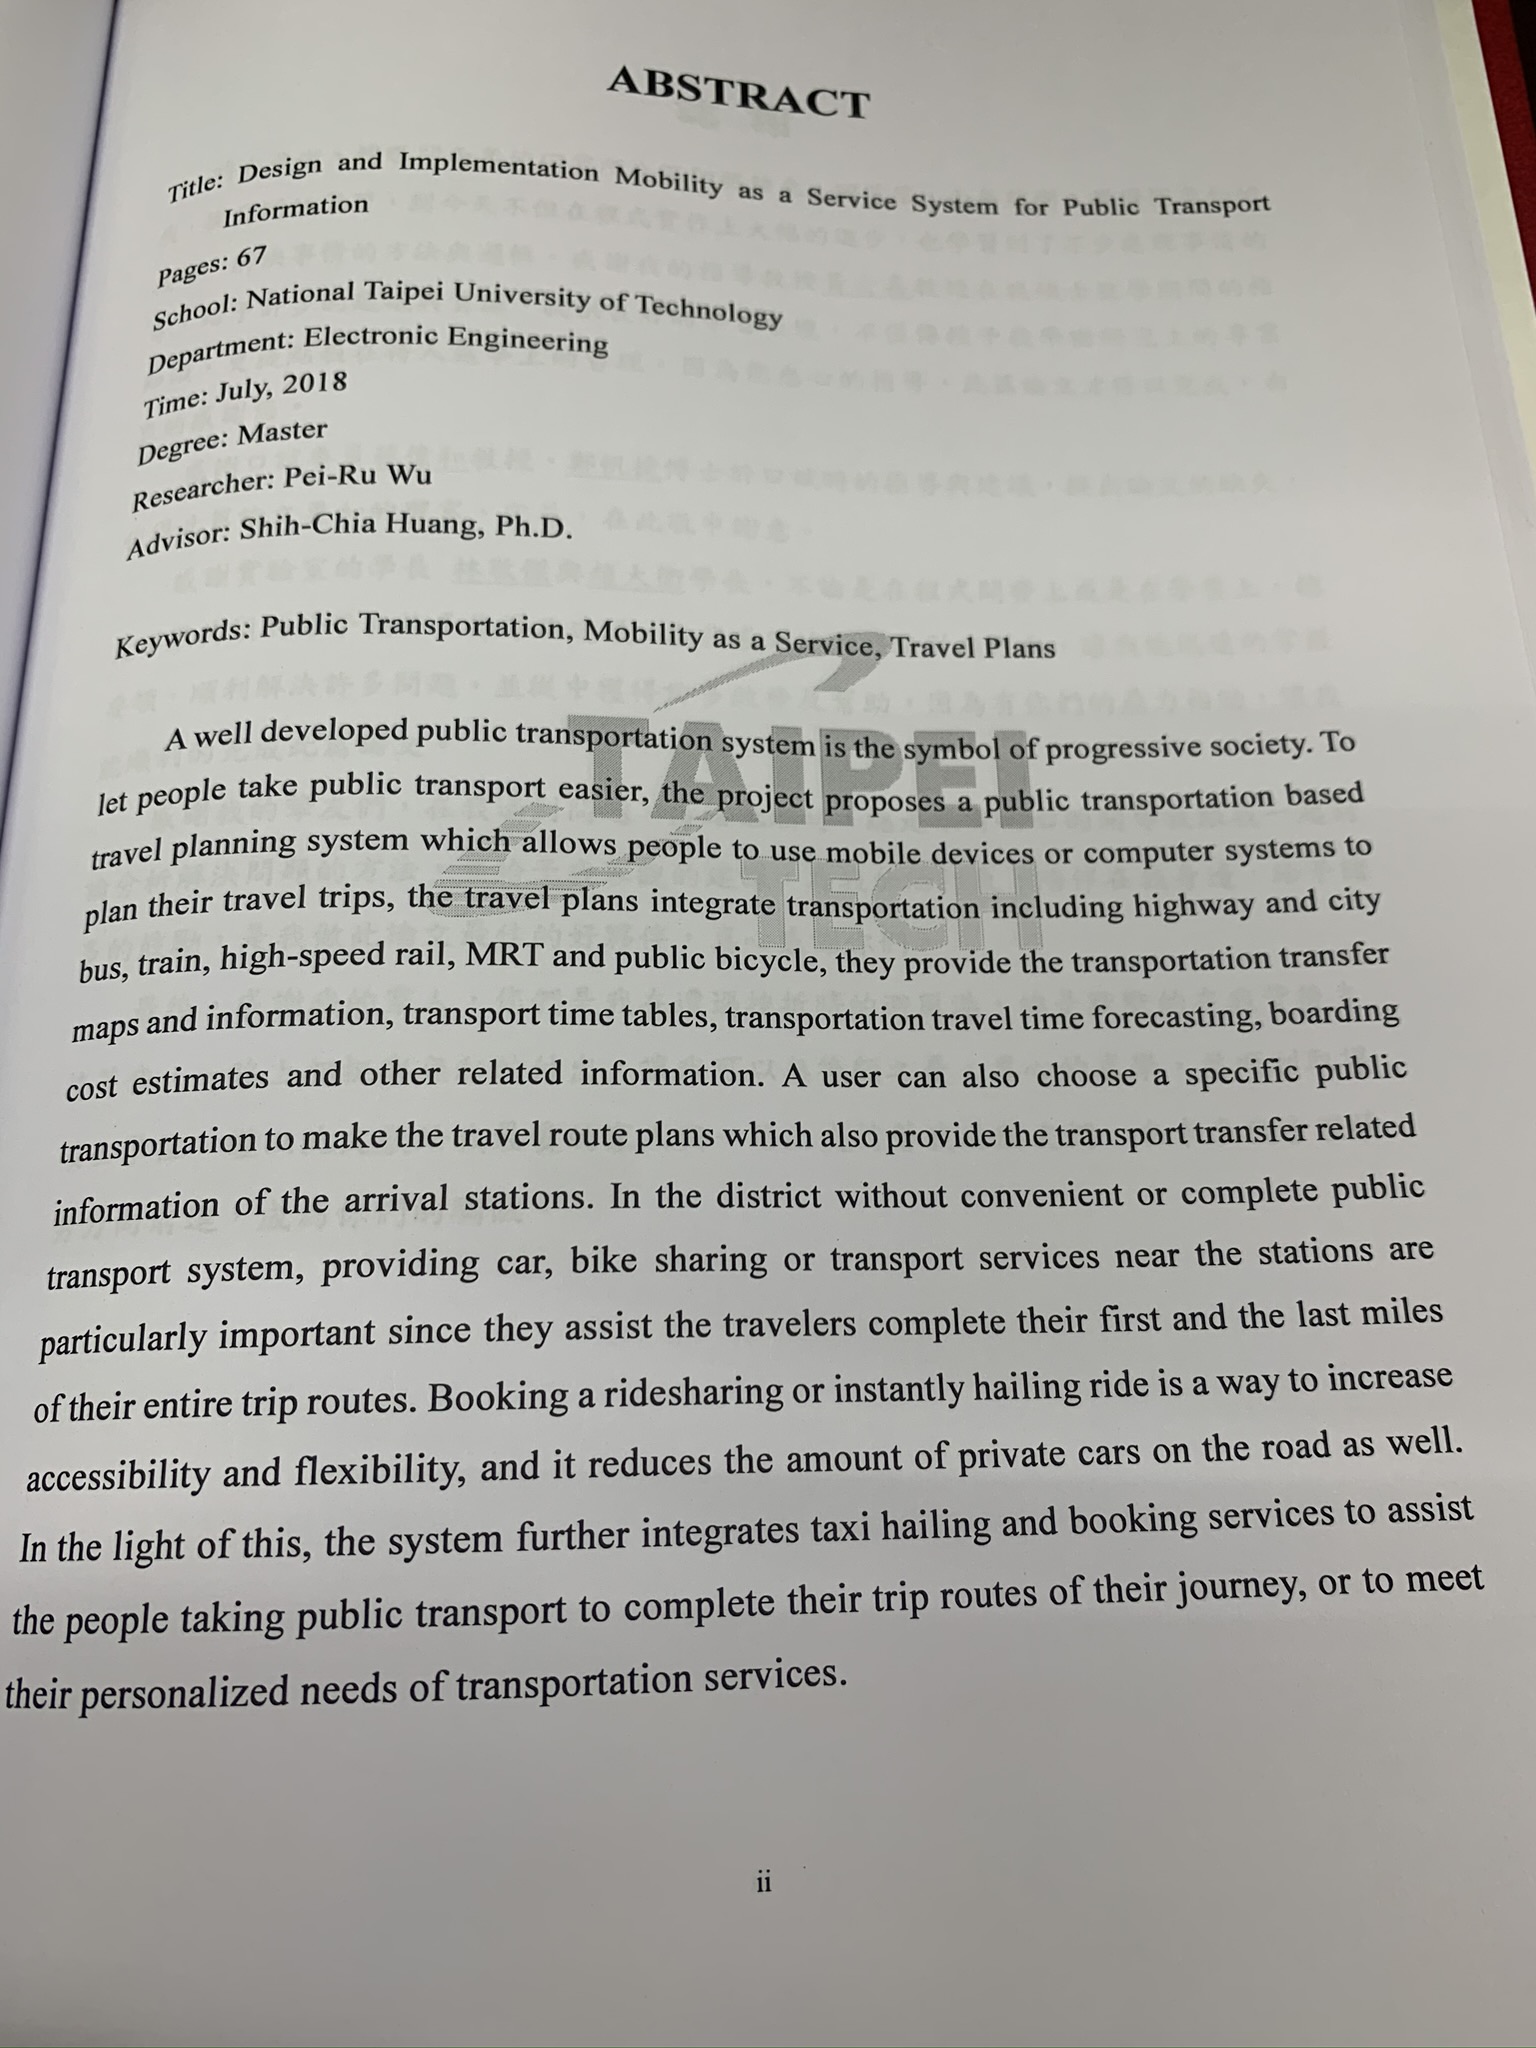 ABSTRACT
Title: Design and Implementation Mobility as a Service System for Public Transport
Information
Pages: 67
School: National Taipei University of Technology
Department: Electronic Engineering
Time: July, 2018
Degree: Master
Researcher: Pei-Ru Wu
Advisor: Shih-Chia Huang, Ph.D.
Keywords: Public Transportation, Mobility as a Service, Travel Plans
A well developed public transportation system is the symbol of progressive society. To
let people take public transport easier, the project proposes a public transportation based
travel planning system which allows people to use mobile devices or computer systems to
plan their travel trips, the travel plans integrate transportation including highway and city
bus, train, high-speed rail, MRT and public bicycle, they provide the transportation transfer
maps and information, transport time tables, transportation travel time forecasting, boarding
cost estimates and other related information. A user can also choose a specific public
transportation to make the travel route plans which also provide the transport transfer related
information of the arrival stations. In the district without convenient or complete public
transport system, providing car, bike sharing or transport services near the stations are
particularly important since they assist the travelers complete their first and the last miles
of their entire trip routes. Booking a ridesharing or instantly hailing ride is a way to increase
accessibility and flexibility, and it reduces the amount of private cars on the road as well.
In the light of this, the system further integrates taxi hailing and booking services to assist
the people taking public transport to complete their trip routes of their journey, or to meet
their personalized needs of transportation services.
TAIPEI
TECH
ii